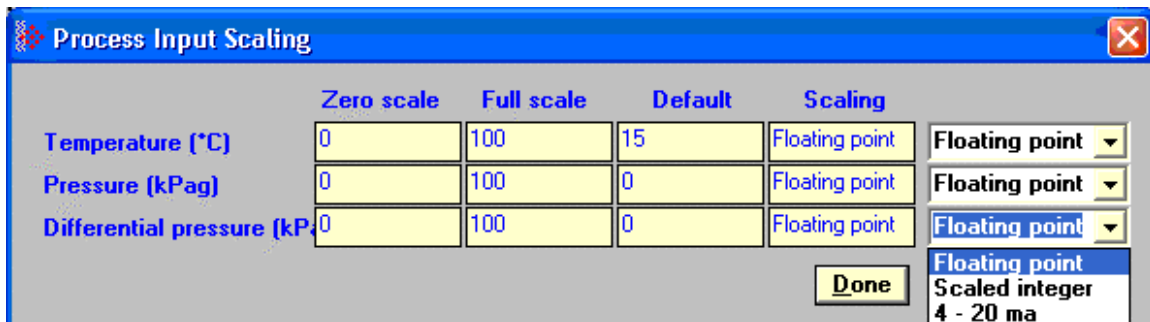 Process Input Scaling
Zero scale Full scale Default Scaling
Temperature (°C) 0 100 15 Floating point Floating point
Pressure (kPag) 0 100 0 Floating point Floating point
Differential pressure (kPa 0 100 0 Floating point Floating point
Floating point
Done Scaled integer
4 - 20 ma